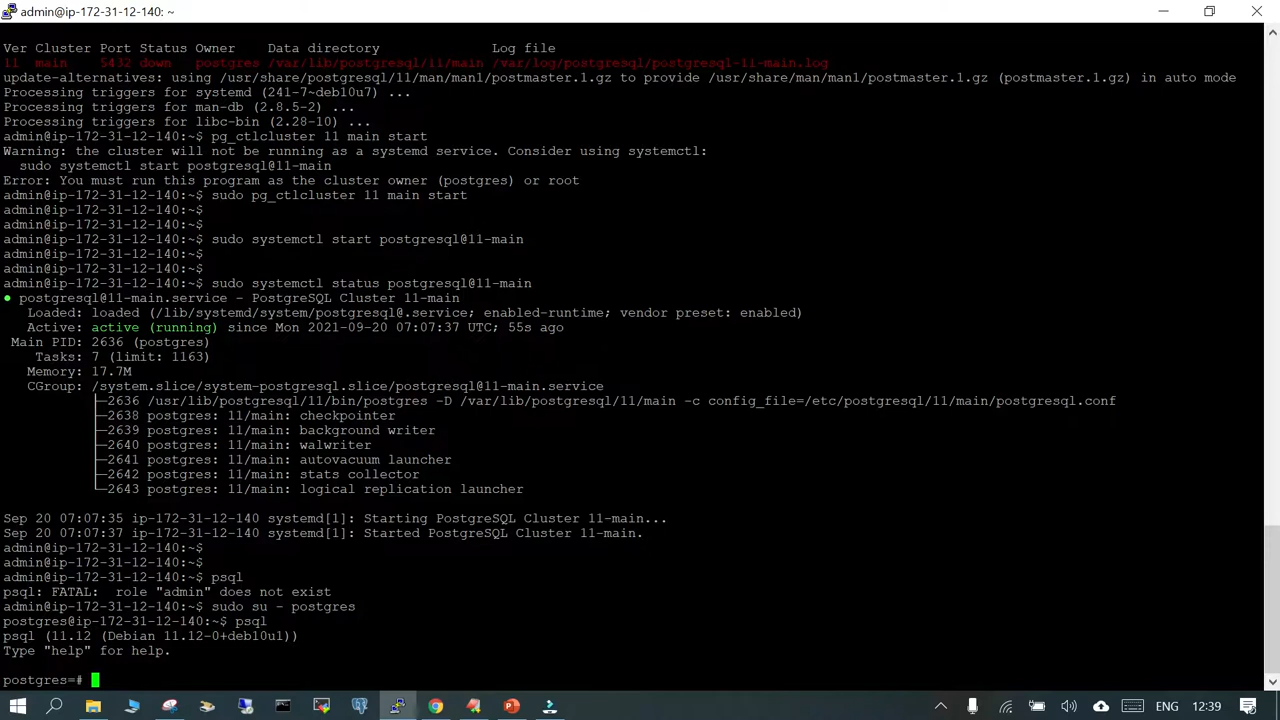 admin@ip-172-31-12-140: ~
Ver Cluster Port Status Owner    Data directory              Log file
11  main    5432 down   postgres /var/lib/postgresql/11/main /var/log/postgresql/postgresql-11-main.log
update-alternatives: using /usr/share/postgresql/11/man/man1/postmaster.1.gz to provide /usr/share/man/man1/postmaster.1.gz (postmaster.1.gz) in auto mode
Processing triggers for systemd (241-7~deb10u7) ...
Processing triggers for man-db (2.8.5-2) ...
Processing triggers for libc-bin (2.28-10) ...
admin@ip-172-31-12-140:~$ pg_ctlcluster 11 main start
Warning: the cluster will not be running as a systemd service. Consider using systemctl:
  sudo systemctl start postgresql@11-main
Error: You must run this program as the cluster owner (postgres) or root
admin@ip-172-31-12-140:~$ sudo pg_ctlcluster 11 main start
admin@ip-172-31-12-140:~$
admin@ip-172-31-12-140:~$
admin@ip-172-31-12-140:~$ sudo systemctl start postgresql@11-main
admin@ip-172-31-12-140:~$
admin@ip-172-31-12-140:~$
admin@ip-172-31-12-140:~$ sudo systemctl status postgresql@11-main
● postgresql@11-main.service - PostgreSQL Cluster 11-main
   Loaded: loaded (/lib/systemd/system/postgresql@.service; enabled-runtime; vendor preset: enabled)
   Active: active (running) since Mon 2021-09-20 07:07:37 UTC; 55s ago
 Main PID: 2636 (postgres)
    Tasks: 7 (limit: 1163)
   Memory: 17.7M
   CGroup: /system.slice/system-postgresql.slice/postgresql@11-main.service
           ├─2636 /usr/lib/postgresql/11/bin/postgres -D /var/lib/postgresql/11/main -c config_file=/etc/postgresql/11/main/postgresql.conf
           ├─2638 postgres: 11/main: checkpointer
           ├─2639 postgres: 11/main: background writer
           ├─2640 postgres: 11/main: walwriter
           ├─2641 postgres: 11/main: autovacuum launcher
           ├─2642 postgres: 11/main: stats collector
           └─2643 postgres: 11/main: logical replication launcher
Sep 20 07:07:35 ip-172-31-12-140 systemd[1]: Starting PostgreSQL Cluster 11-main...
Sep 20 07:07:37 ip-172-31-12-140 systemd[1]: Started PostgreSQL Cluster 11-main.
admin@ip-172-31-12-140:~$
admin@ip-172-31-12-140:~$
admin@ip-172-31-12-140:~$ psql
psql: FATAL:  role "admin" does not exist
admin@ip-172-31-12-140:~$ sudo su - postgres
postgres@ip-172-31-12-140:~$ psql
psql (11.12 (Debian 11.12-0+deb10u1))
Type "help" for help.
postgres=#
ENG 12:39